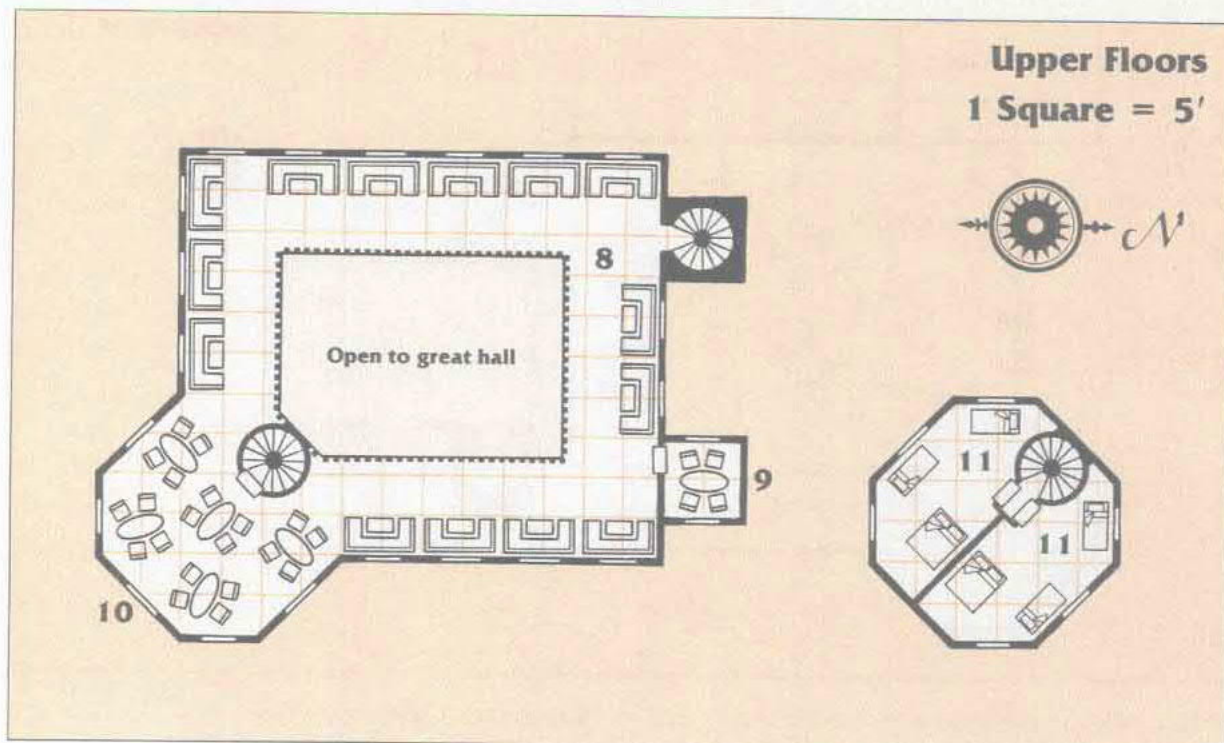 Upper Floors
1 Square = 5'
N
8
Open to great hall
9
11
11
10